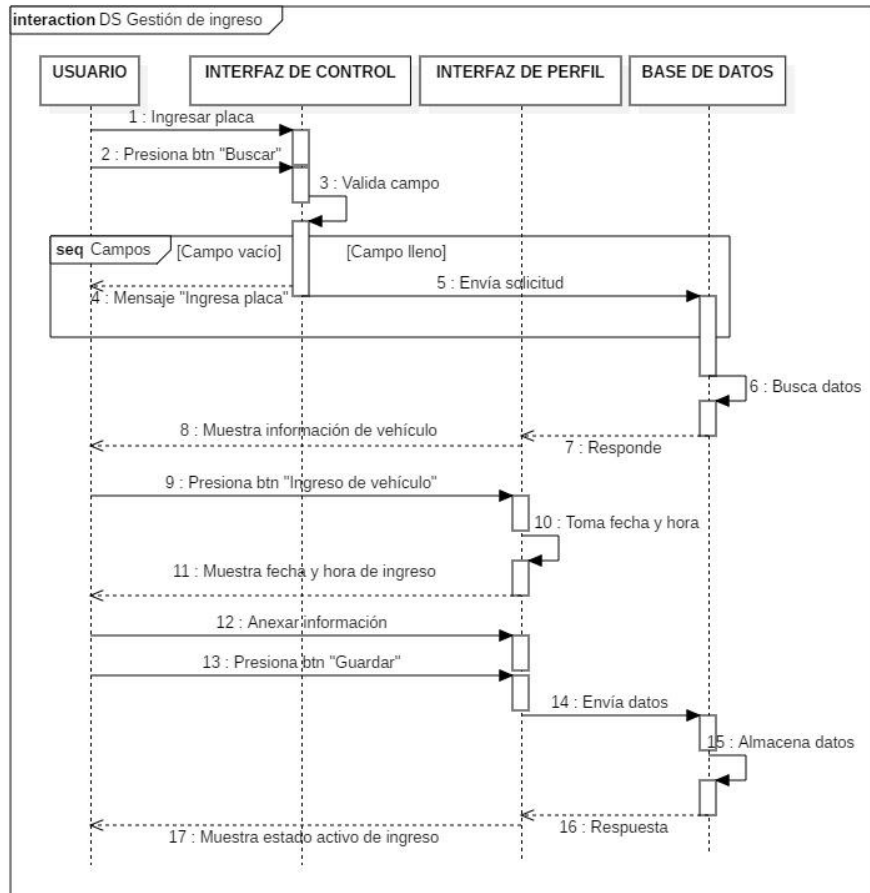 interaction DS Gestión de ingreso
USUARIO
INTERFAZ DE CONTROL
INTERFAZ DE PERFIL
BASE DE DATOS
1 : Ingresar placa
2 : Presiona btn "Buscar"
3 : Valida campo
seq Campos
[Campo vacío]
[Campo lleno]
4 : Mensaje "Ingresa placa"
5 : Envía solicitud
6 : Busca datos
7 : Responde
8 : Muestra información de vehículo
9 : Presiona btn "Ingreso de vehículo"
10 : Toma fecha y hora
11 : Muestra fecha y hora de ingreso
12 : Anexar información
13 : Presiona btn "Guardar"
14 : Envía datos
15 : Almacena datos
16 : Respuesta
17 : Muestra estado activo de ingreso